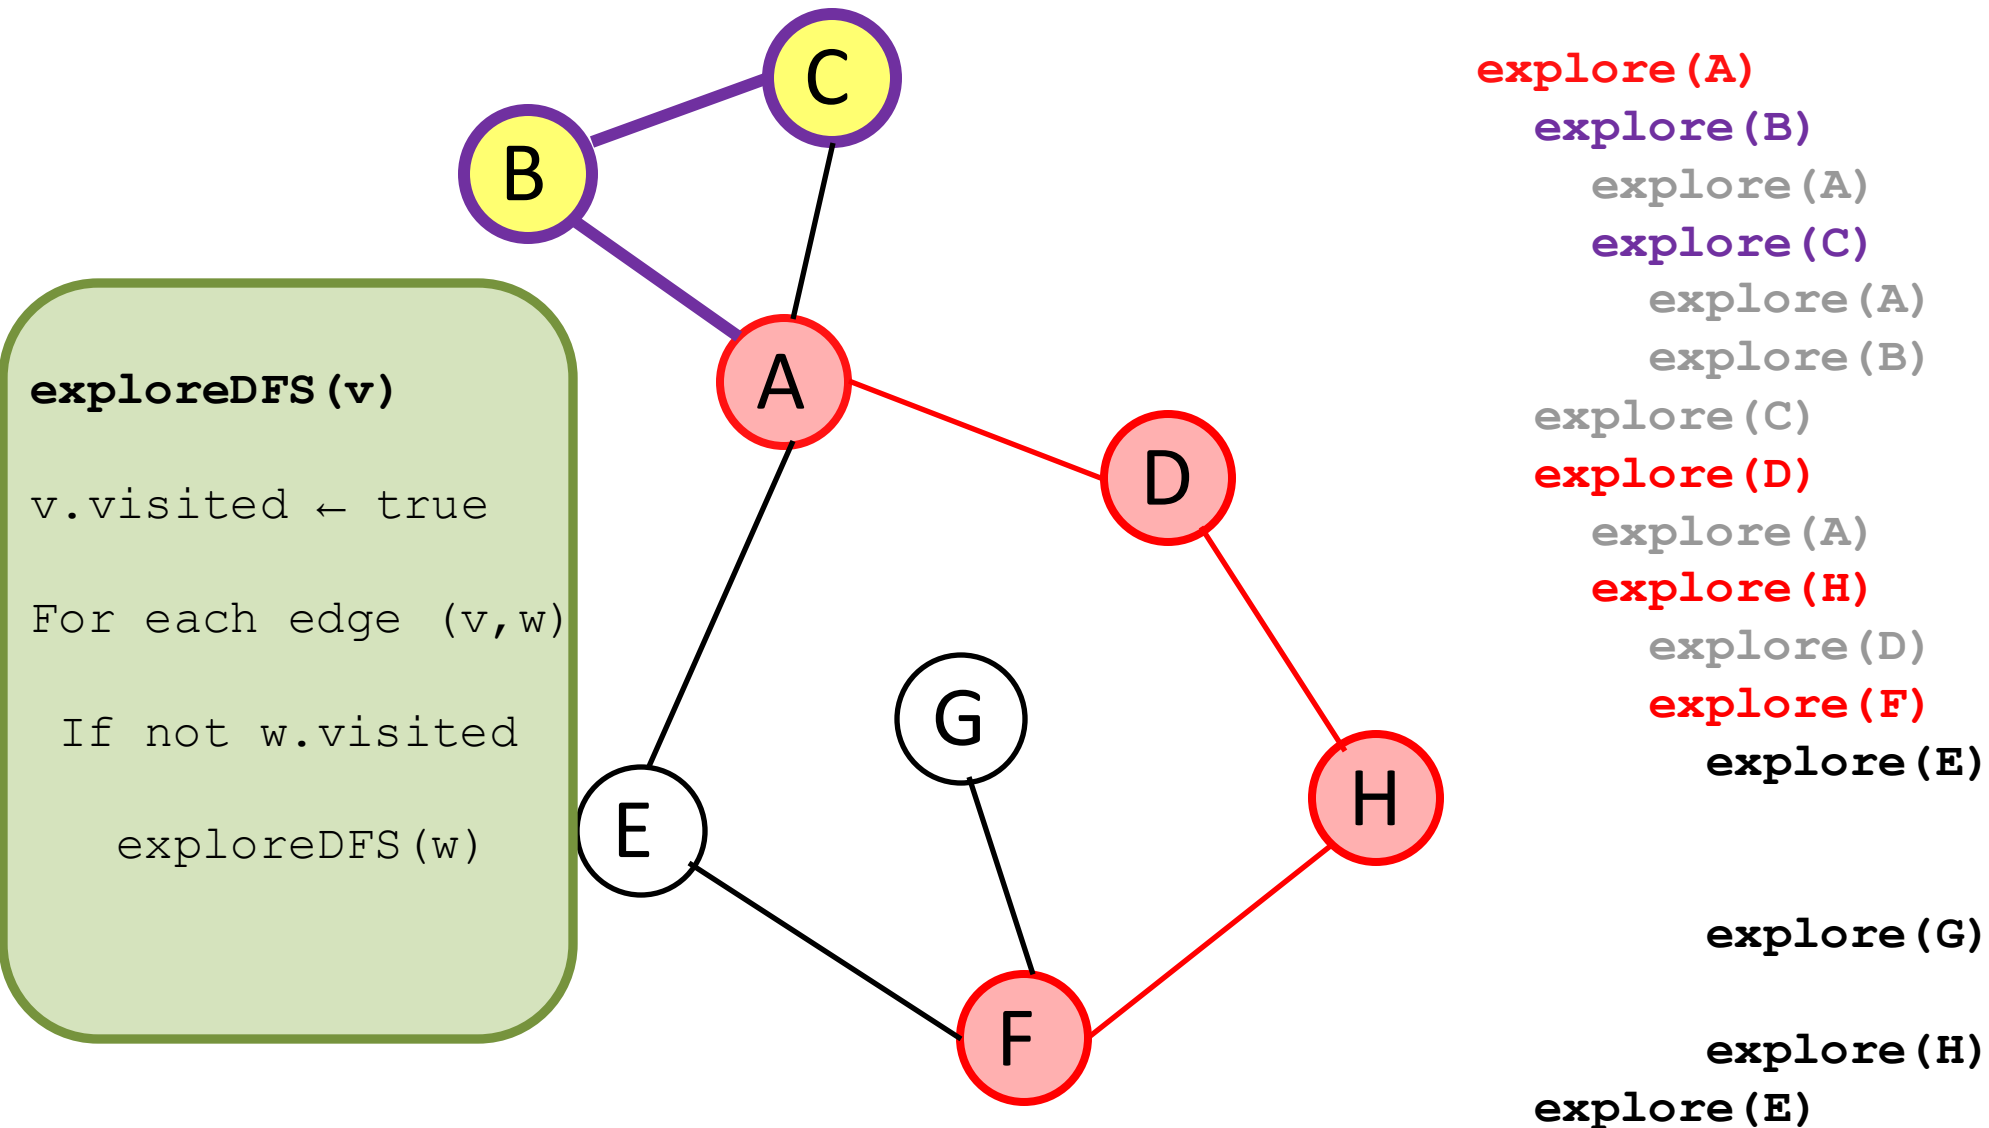 exploreDFS(v)
v.visited ← true
For each edge (v,w)
If not w.visited
exploreDFS(w)
C
B
A
D
G
E
H
F
explore(A)
explore(B)
explore(A)
explore(C)
explore(A)
explore(B)
explore(C)
explore(D)
explore(A)
explore(H)
explore(D)
explore(F)
explore(E)
explore(G)
explore(H)
explore(E)